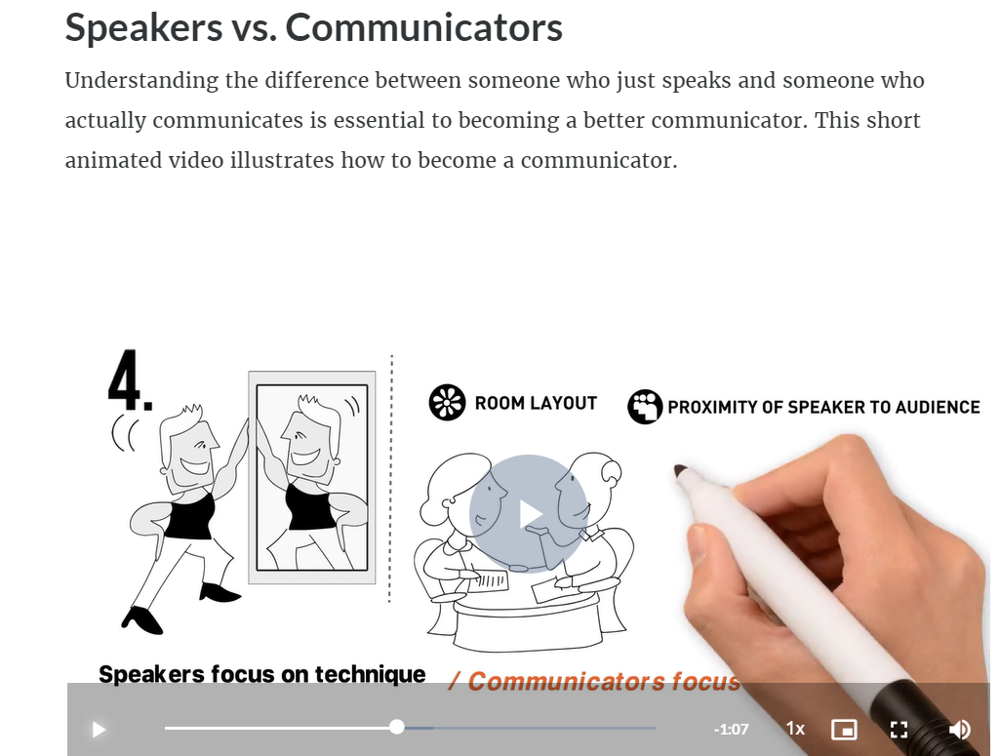 Speakers vs. Communicators
Understanding the difference between someone who just speaks and someone who
actually communicates is essential to becoming a better communicator. This short
animated video illustrates how to become a communicator.
4.
ROOM LAYOUT
PROXIMITY OF SPEAKER TO AUDIENCE
Speakers focus on technique
/ Communicators focus
-1:07
1x